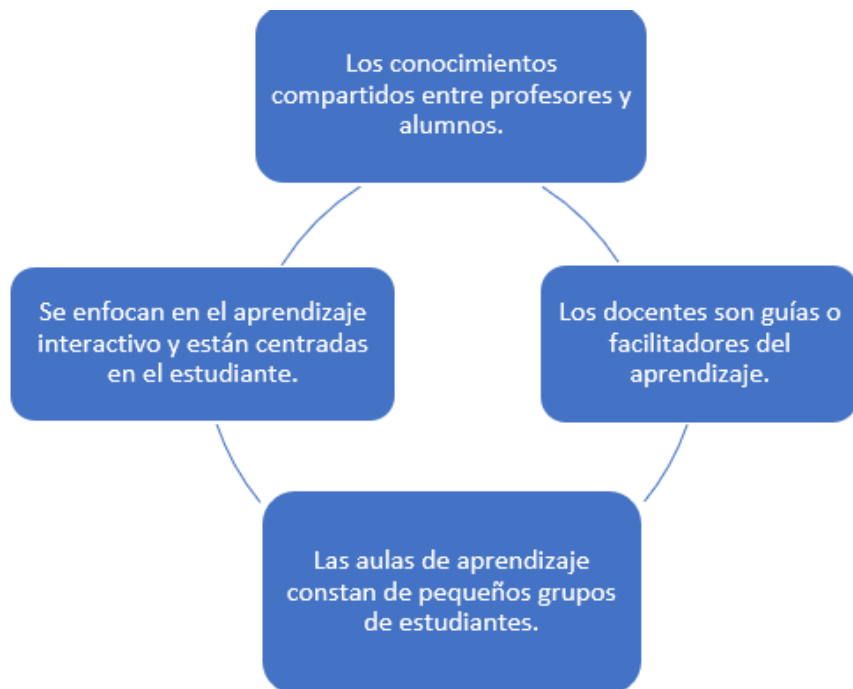 Los conocimientos
compartidos entre profesores y
alumnos.
Los docentes son guías o
facilitadores del
aprendizaje.
Las aulas de aprendizaje
constan de pequeños grupos
de estudiantes.
Se enfocan en el aprendizaje
interactivo y están centradas
en el estudiante.